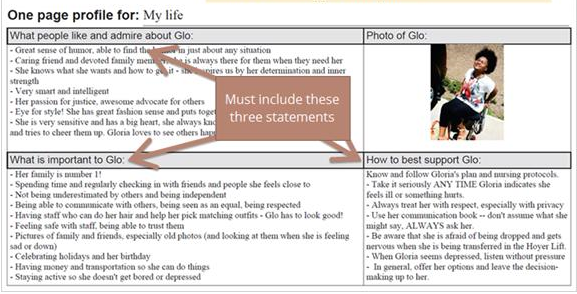 One page profile for: My life
What people like and admire about Glo:
Photo of Glo:
- Great sense of humor, able to find the humor in just about any situation
- Caring friend and devoted family member, she is always there for them when they need her
- She knows what she wants and how to get it - she inspires us by her determination and inner
strength
- Very smart and intelligent
- Her passion for justice, awesome advocate for others
- Eye for style! She has great fashion sense and puts
- She is very sensitive and has a big heart, she always
and tries to cheer them up. Gloria loves to see others
Must include these
three statements
What is important to Glo:
- Her family is number 1!
- Spending time and regularly checking in with friends and people she feels close to
- Not being underestimated by others and being independent
- Being able to communicate with others, being seen as an equal, being respected
- Having staff who can do her hair and help her pick matching outfits - Glo has to look good!
- Feeling safe with staff, being able to trust them
- Pictures of family and friends, especially old photos (and looking at them when she is feeling
sad or down)
- Celebrating holidays and her birthday
- Having money and transportation so she can do things
- Staying active so she doesn't get bored or depressed
How to best support Glo:
Know and follow Gloria's plan and nursing protocols.
- Take it seriously ANY TIME Gloria indicates she
feels ill or something hurts.
- Always treat her with respect, especially with privacy
- Use her communication book -- don't assume what she
might say, ALWAYS ask her.
- Be aware that she is afraid of being dropped and gets
nervous when she is being transferred in the Hoyer Lift.
- When Gloria seems depressed, listen without pressure
- In general, offer her options and leave the decision-
making up to her.